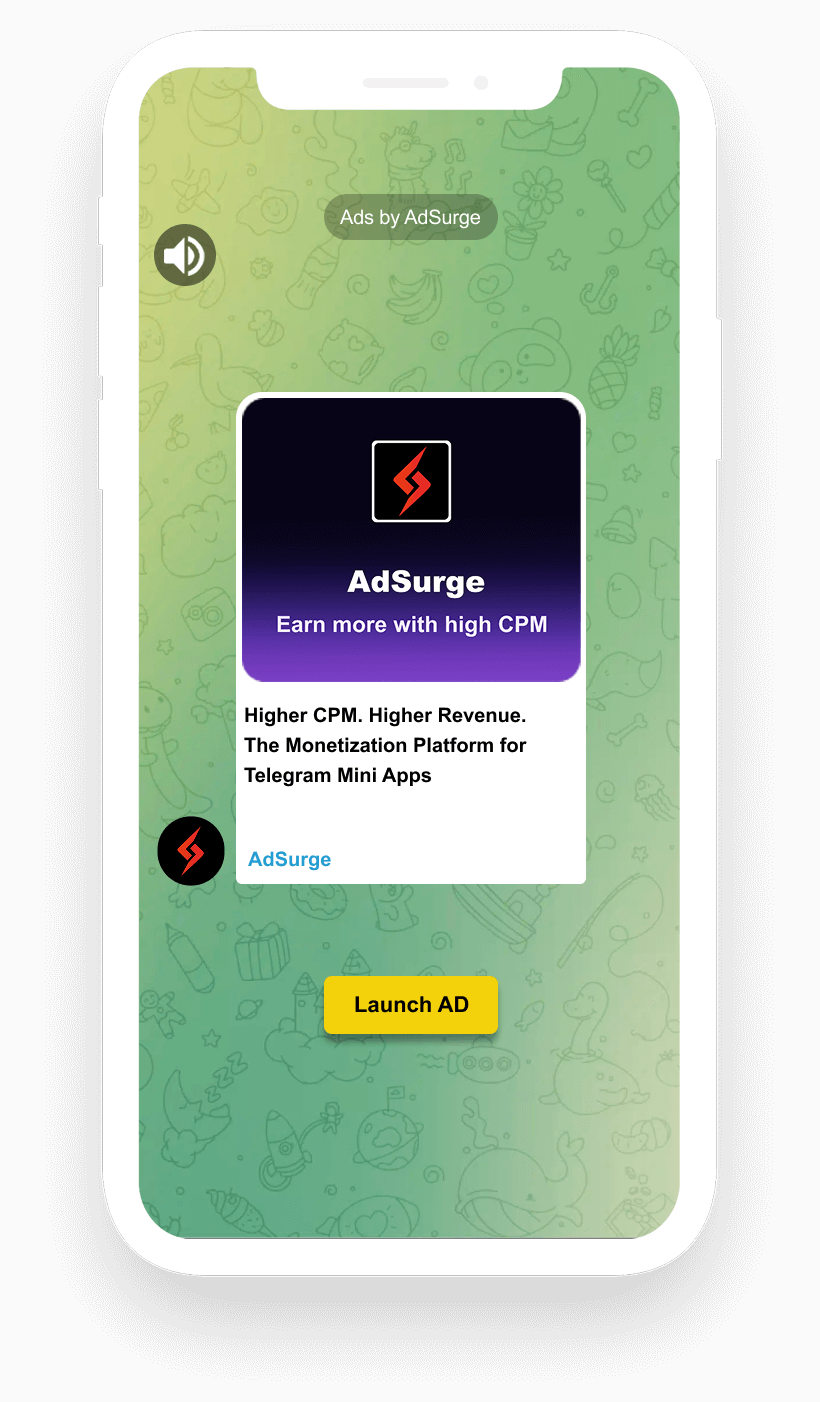 Ads by AdSurge
AdSurge
Earn more with high CPM
Higher CPM. Higher Revenue.
The Monetization Platform for
Telegram Mini Apps
AdSurge
Launch AD